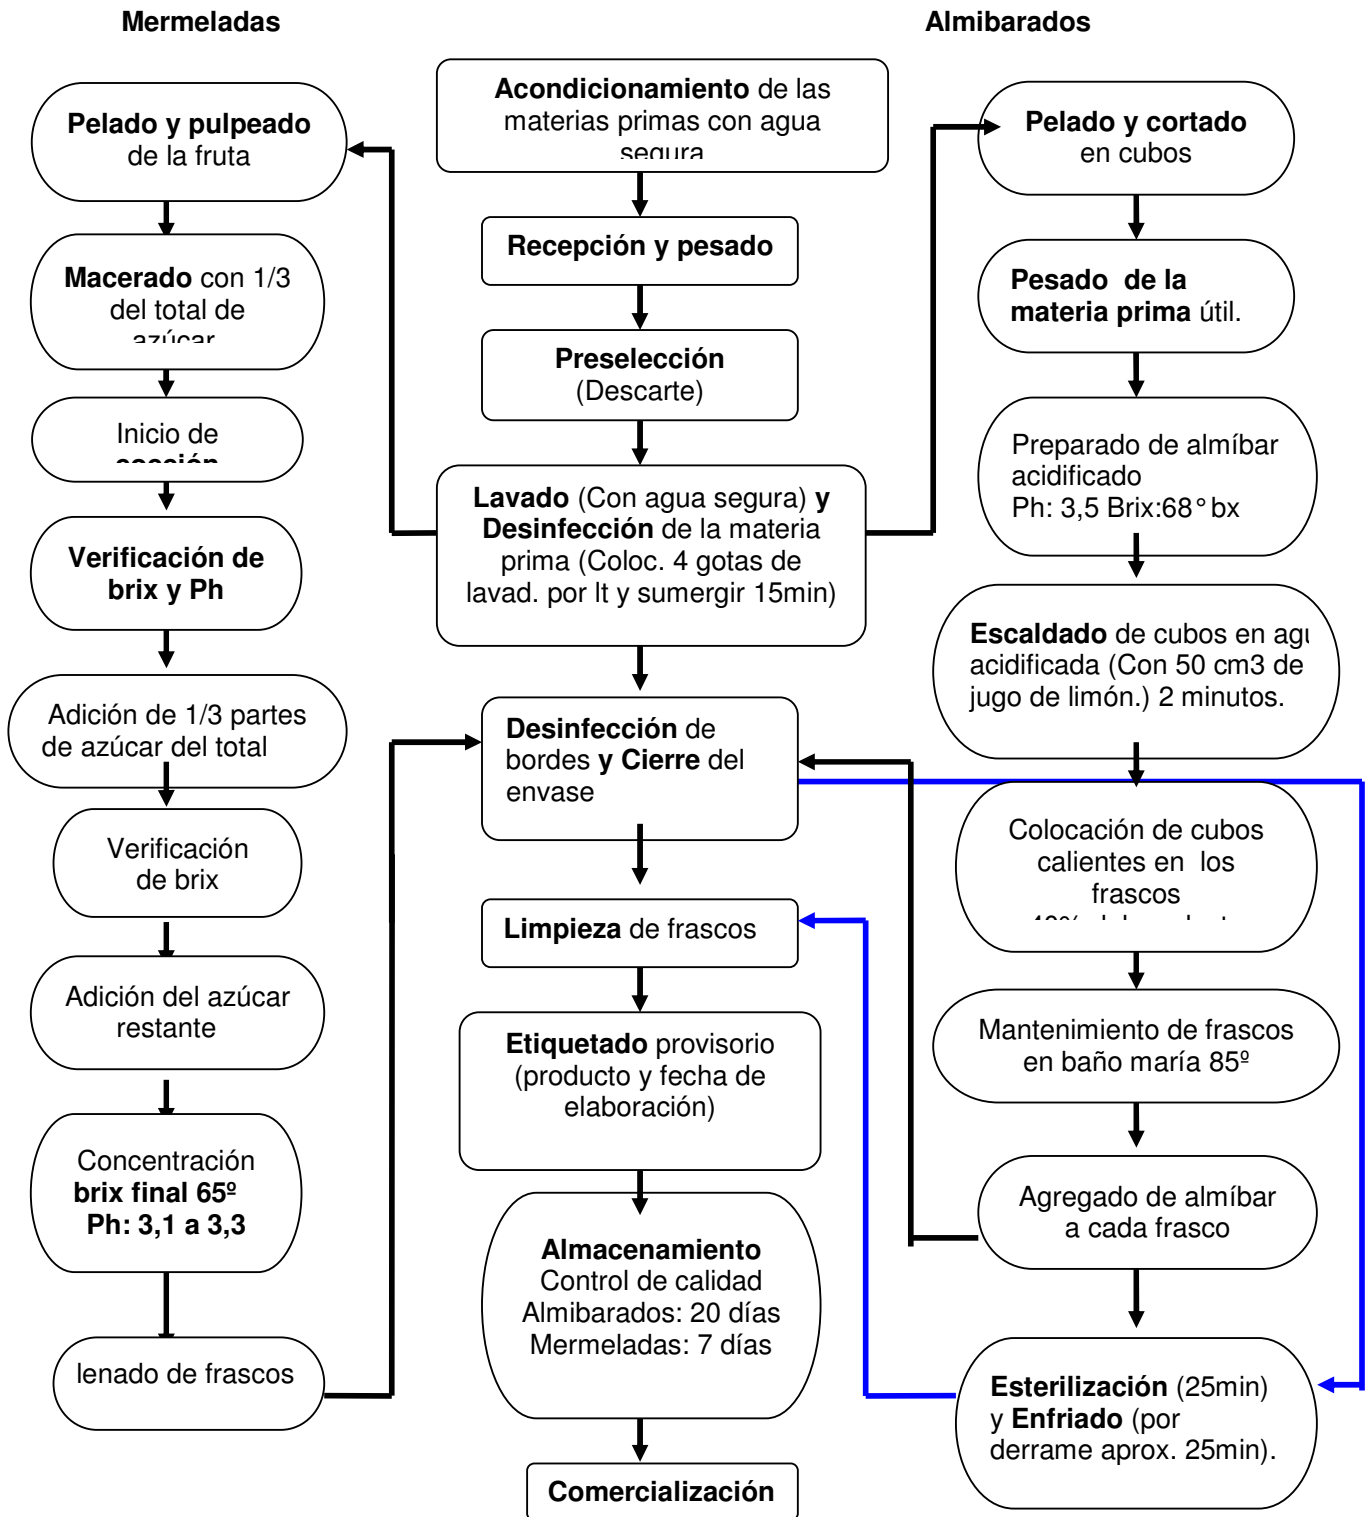 Mermeladas
Almibarados
Pelado y pulpeado
de la fruta
Macerado con 1/3
del total de
azúcar
Inicio de
cocción
Verificación de
brix y Ph
Adición de 1/3 partes
de azúcar del total
Verificación
de brix
Adición del azúcar
restante
Concentración
brix final 65º
Ph: 3,1 a 3,3
lenado de frascos
Acondicionamiento de las
materias primas con agua
segura
Recepción y pesado
Preselección
(Descarte)
Lavado (Con agua segura) y
Desinfección de la materia
prima (Coloc. 4 gotas de
lavad. por lt y sumergir 15min)
Desinfección de
bordes y Cierre del
envase
Limpieza de frascos
Etiquetado provisorio
(producto y fecha de
elaboración)
Almacenamiento
Control de calidad
Almibarados: 20 días
Mermeladas: 7 días
Comercialización
Pelado y cortado
en cubos
Pesado de la
materia prima útil.
Preparado de almíbar
acidificado
Ph: 3,5 Brix:68° bx
Escaldado de cubos en agu
acidificada (Con 50 cm3 de
jugo de limón.) 2 minutos.
Colocación de cubos
calientes en los
frascos
Mantenimiento de frascos
en baño maría 85º
Agregado de almíbar
a cada frasco
Esterilización (25min)
y Enfriado (por
derrame aprox. 25min).